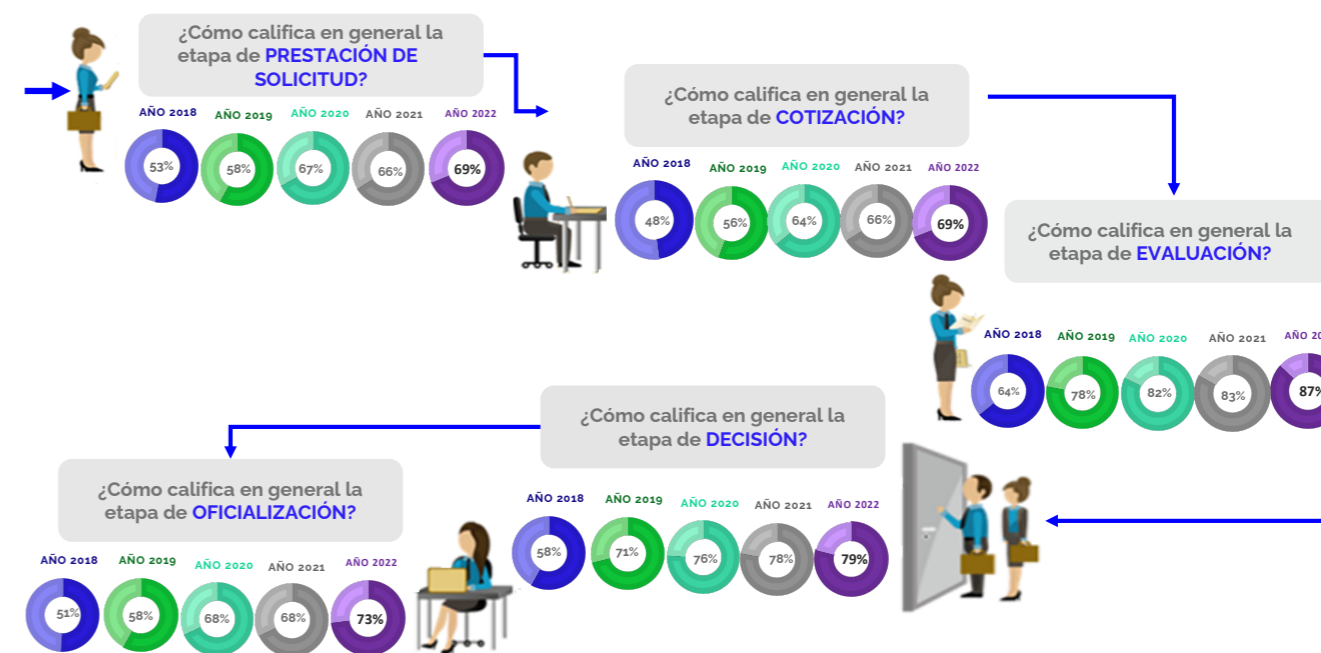 ¿Cómo califica en general la
etapa de PRESTACIÓN DE
SOLICITUD?
AÑO 2018 AÑO 2019 AÑO 2020 AÑO 2021 AÑO 2022
53% 58% 67% 66% 69%
¿Cómo califica en general la
etapa de COTIZACIÓN?
AÑO 2018 AÑO 2019 AÑO 2020 AÑO 2021 AÑO 2022
48% 56% 64% 66% 69%
¿Cómo califica en general la
etapa de EVALUACIÓN?
AÑO 2018 AÑO 2019 AÑO 2020 AÑO 2021 AÑO
64% 78% 82% 83% 87%
¿Cómo califica en general la
etapa de DECISIÓN?
AÑO 2018 AÑO 2019 AÑO 2020 AÑO 2021 AÑO 2022
58% 71% 76% 78% 79%
¿Cómo califica en general la
etapa de OFICIALIZACIÓN?
AÑO 2018 AÑO 2019 AÑO 2020 AÑO 2021 AÑO 2022
51% 58% 68% 68% 73%